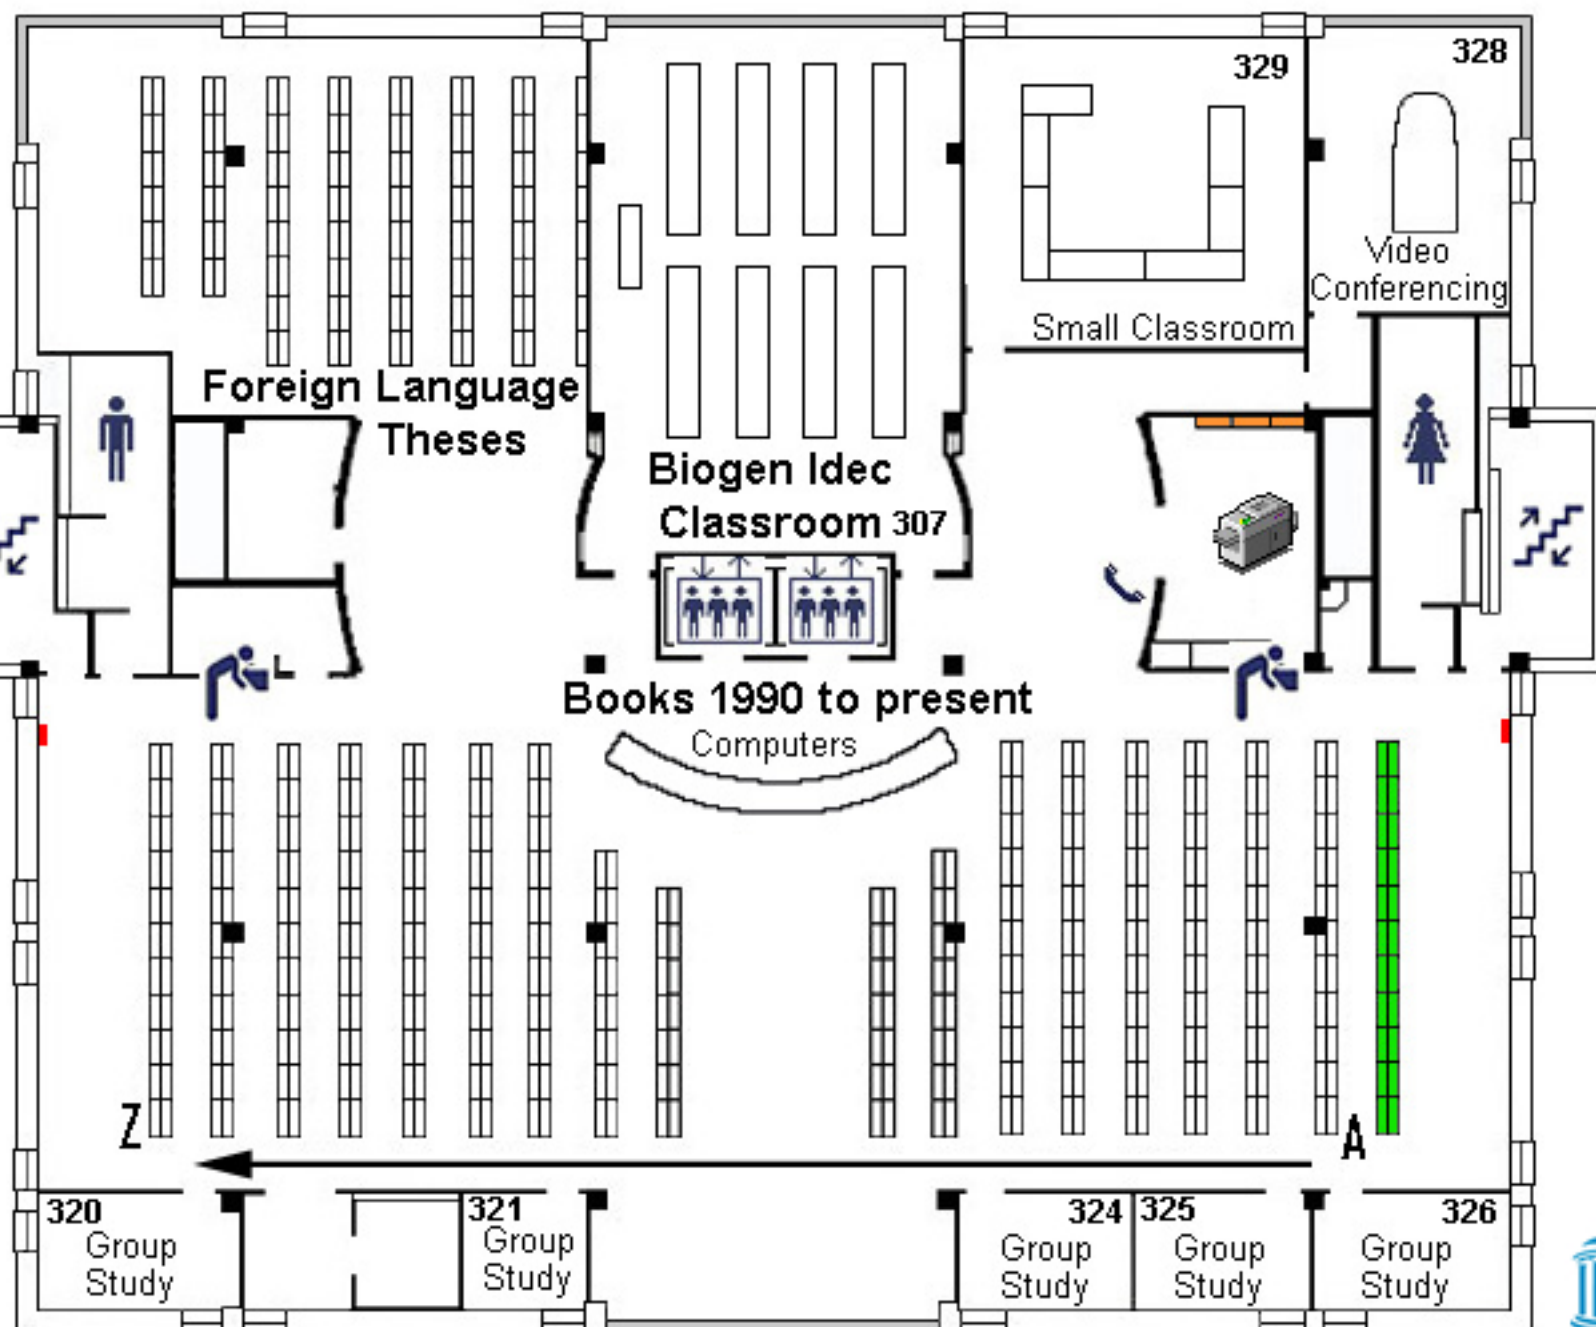 329
328
Video
Conferencing
Small Classroom
Foreign Language
Theses
Biogen Idec
Classroom 307
Books 1990 to present
Computers
Z
A
320
Group
Study
321
Group
Study
324
Group
Study
325
Group
Study
326
Group
Study